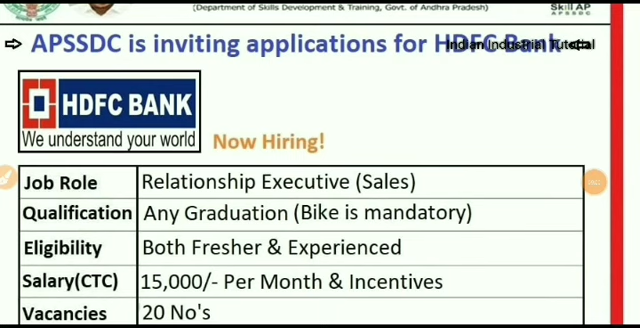 (Department of Skills Development & Training, Govt. of Andhra Pradesh)
Skill AP
APSSDC
⇨ APSSDC is inviting applications for HDFC Bank
Indian Industrial Tutorial
HDFC BANK
We understand your world
Now Hiring!
Job Role Relationship Executive (Sales)
Qualification Any Graduation (Bike is mandatory)
Eligibility Both Fresher & Experienced
Salary(CTC) 15,000/- Per Month & Incentives
Vacancies 20 No's